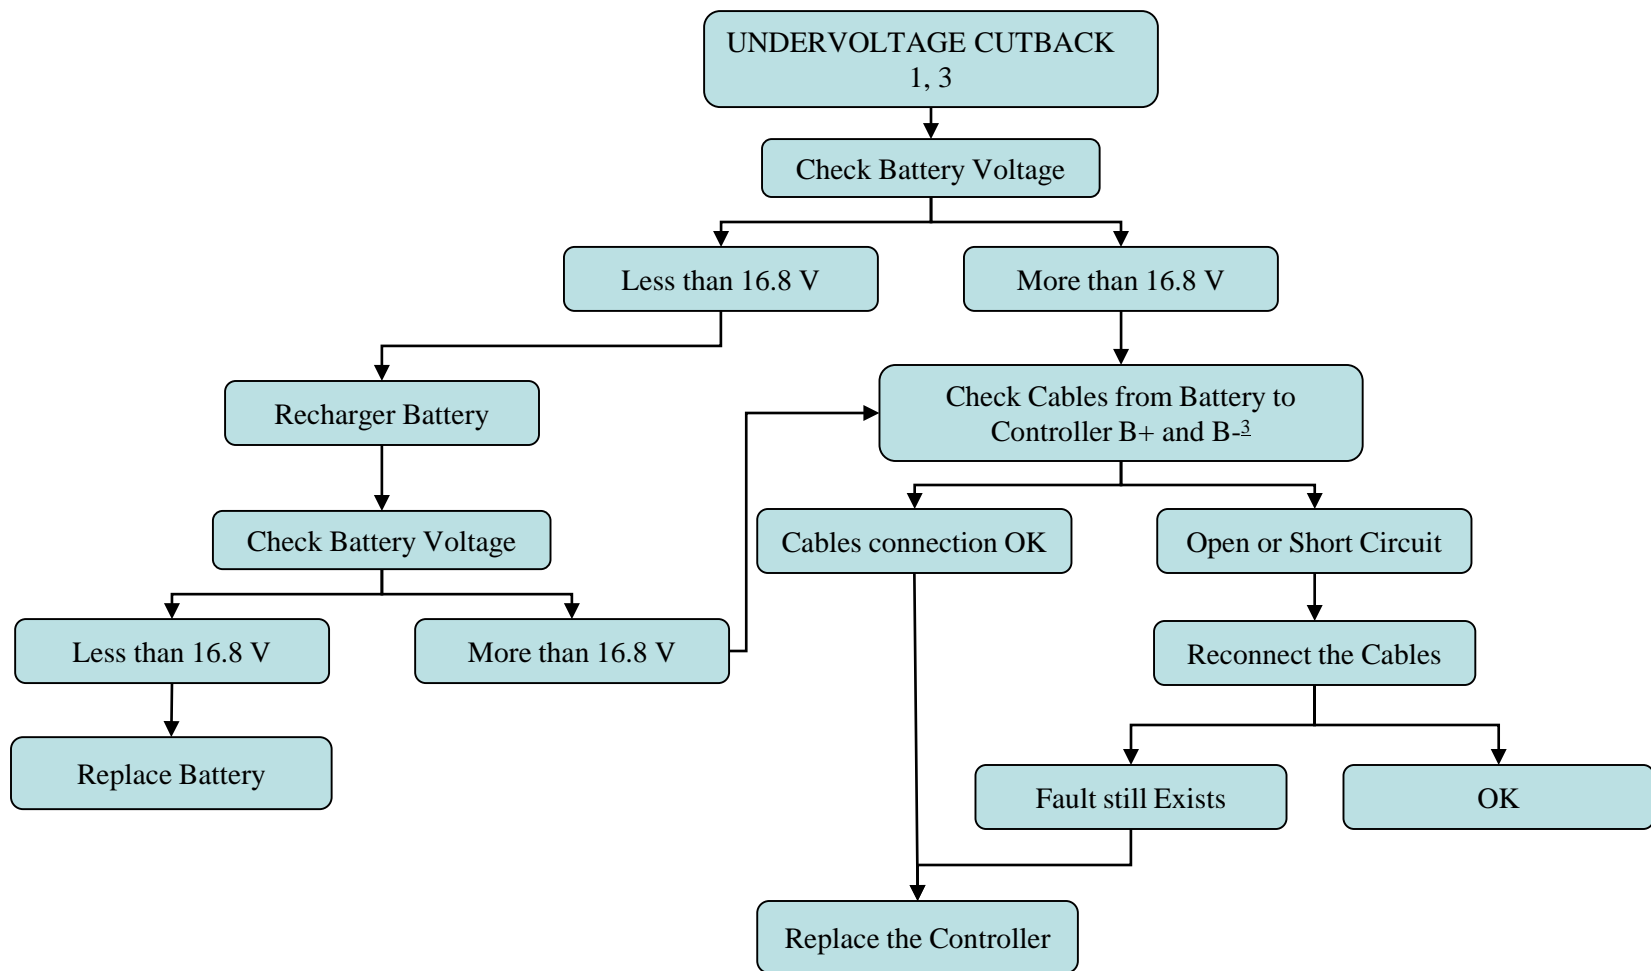 UNDERVOLTAGE CUTBACK
1, 3
Check Battery Voltage
Less than 16.8 V
More than 16.8 V
Recharger Battery
Check Cables from Battery to
Controller B+ and B-3
Check Battery Voltage
Cables connection OK
Open or Short Circuit
Less than 16.8 V
More than 16.8 V
Reconnect the Cables
Replace Battery
Fault still Exists
OK
Replace the Controller